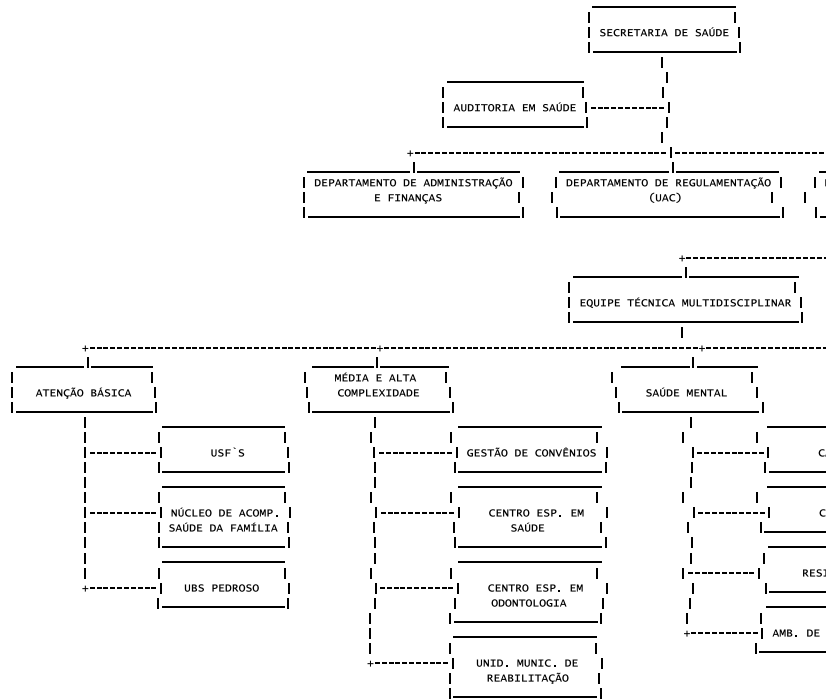 SECRETARIA DE SAÚDE
AUDITORIA EM SAÚDE
DEPARTAMENTO DE ADMINISTRAÇÃO
E FINANÇAS
DEPARTAMENTO DE REGULAMENTAÇÃO
(UAC)
EQUIPE TÉCNICA MULTIDISCIPLINAR
ATENÇÃO BÁSICA
MÉDIA E ALTA
COMPLEXIDADE
SAÚDE MENTAL
USF`S
NÚCLEO DE ACOMP.
SAÚDE DA FAMÍLIA
UBS PEDROSO
GESTÃO DE CONVÊNIOS
CENTRO ESP. EM
SAÚDE
CENTRO ESP. EM
ODONTOLOGIA
UNID. MUNIC. DE
REABILITAÇÃO
AMB. DE